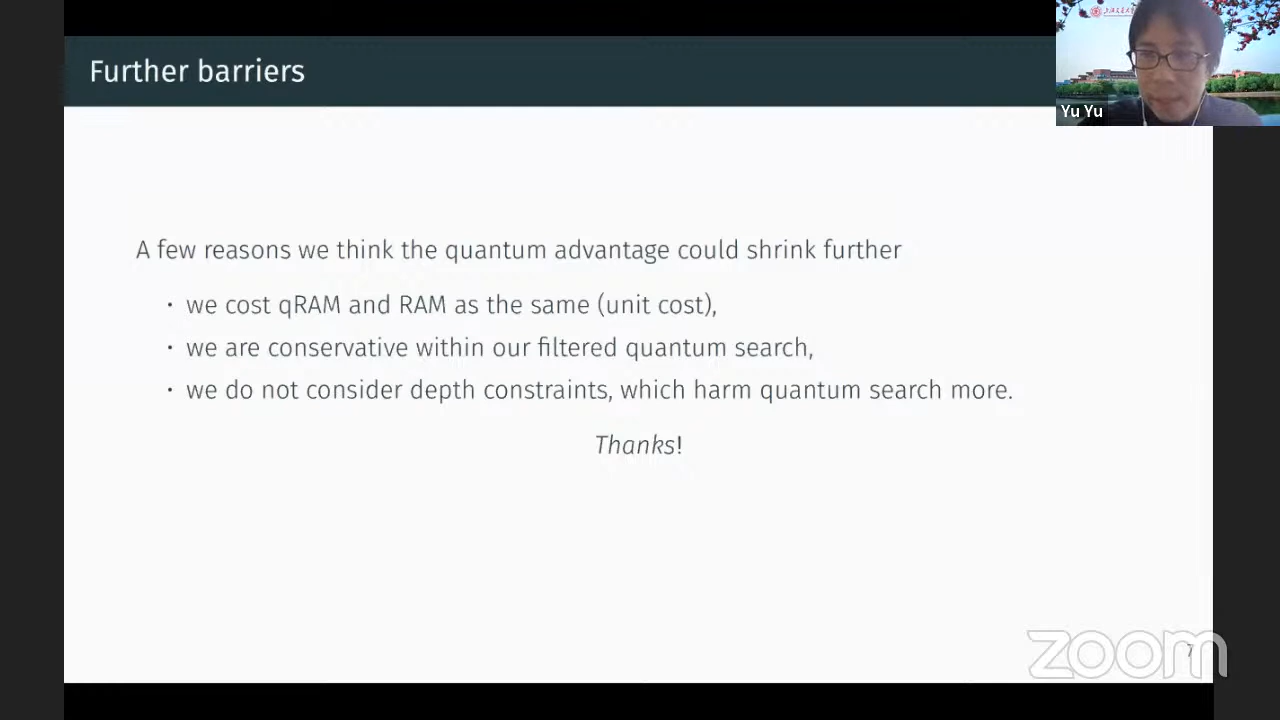 Further barriers
Yu Yu
A few reasons we think the quantum advantage could shrink further
· we cost qRAM and RAM as the same (unit cost),
· we are conservative within our filtered quantum search,
· we do not consider depth constraints, which harm quantum search more.
Thanks!
zoom
7